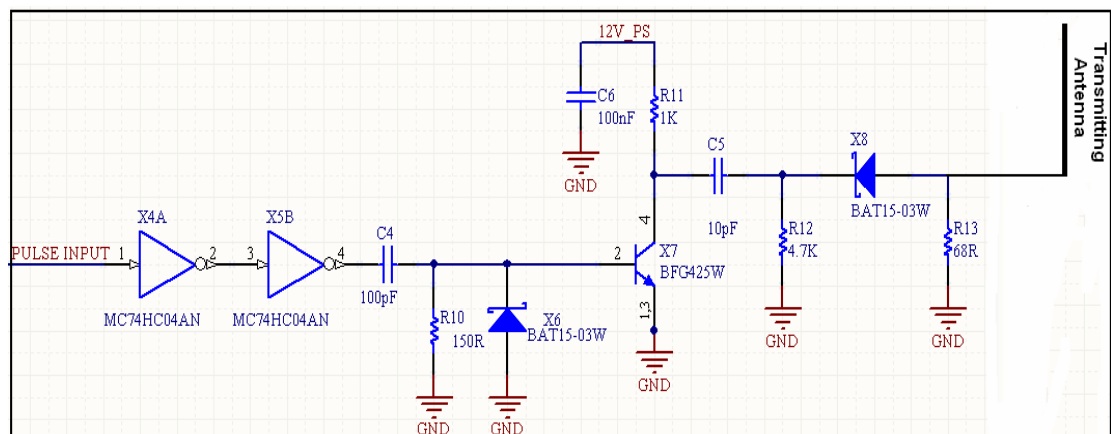 12V_PS
C6
100nF
GND
R11
1K
C5
10pF
X8
BAT15-03W
Transmitting
Antenna
R12
4.7K
GND
R13
68R
GND
PULSE INPUT
1
X4A
2
MC74HC04AN
3
X5B
4
MC74HC04AN
C4
100pF
R10
150R
GND
X6
BAT15-03W
GND
2
4
X7
BFG425W
1,3
GND